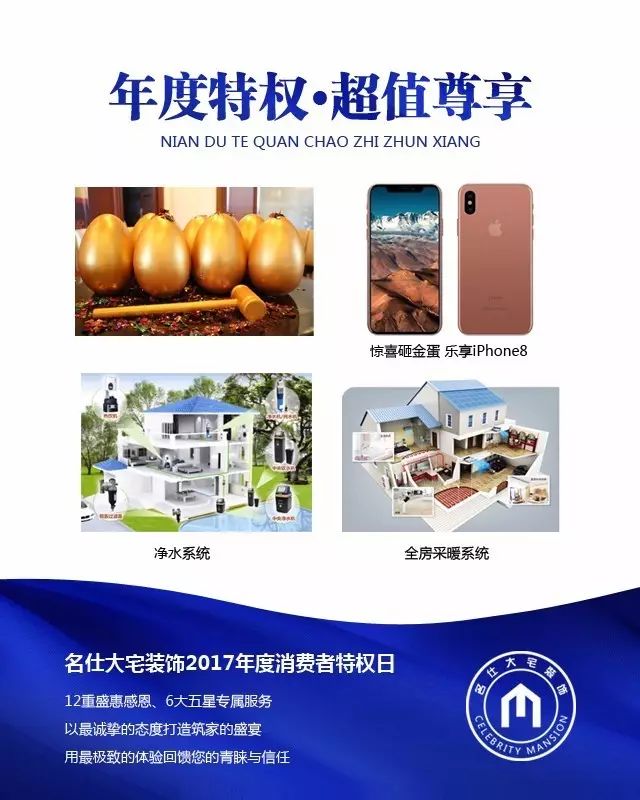 年度特权·超值尊享
NIAN DU TE QUAN CHAO ZHI ZHUN XIANG
惊喜砸金蛋 乐享iPhone8
净水系统
全房采暖系统
名仕大宅装饰2017年度消费者特权日
12重盛惠感恩、6大五星专属服务
以最诚挚的态度打造筑家的盛宴
用最极致的体验回馈您的青睐与信任
名仕大宅装饰
CELEBRITY MANSION